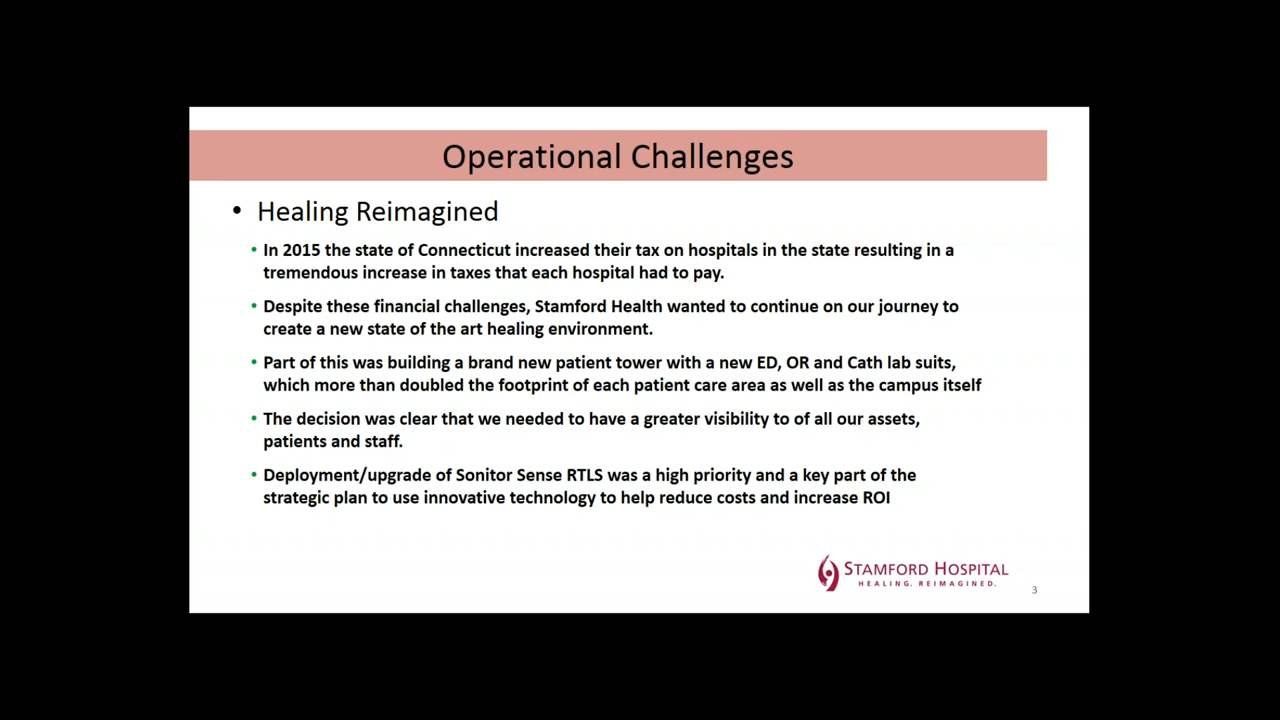 Operational Challenges
• Healing Reimagined
• In 2015 the state of Connecticut increased their tax on hospitals in the state resulting in a
tremendous increase in taxes that each hospital had to pay.
• Despite these financial challenges, Stamford Health wanted to continue on our journey to
create a new state of the art healing environment.
• Part of this was building a brand new patient tower with a new ED, OR and Cath lab suits,
which more than doubled the footprint of each patient care area as well as the campus itself
• The decision was clear that we needed to have a greater visibility to of all our assets,
patients and staff.
• Deployment/upgrade of Sonitor Sense RTLS was a high priority and a key part of the
strategic plan to use innovative technology to help reduce costs and increase ROI
STAMFORD HOSPITAL
HEALING. REIMAGINED.
3